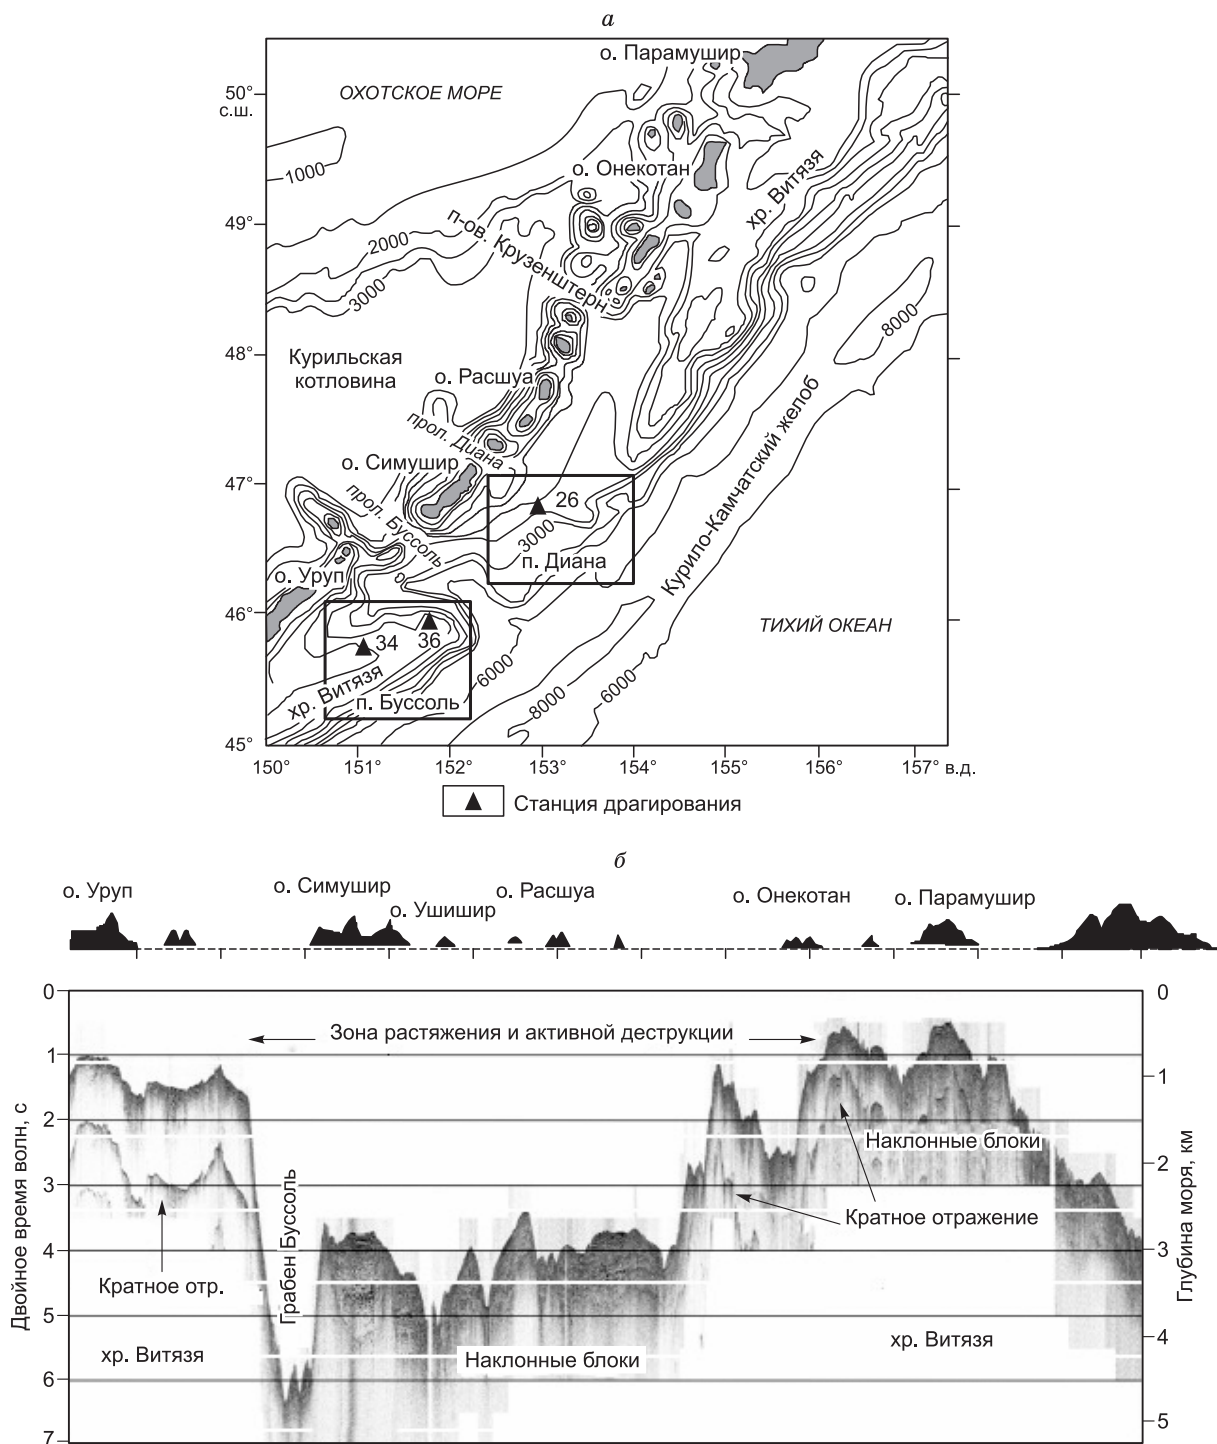 а
о. Парамушир
50°
с.ш.
ОХОТСКОЕ МОРЕ
1000
о. Онекотан
хр. Витязя
49°
2000
п-ов. Крузенштерн
3000
8000
48°
Курильская
котловина
о. Расшуа
прол. Диана
Курило-Камчатский желоб
о. Симушир
47°
26
прол. Буссоль
3000
п. Диана
о. Уруп
0
46°
ТИХИЙ ОКЕАН
34
36
6000
хр. Витязя
п. Буссоль
8000
6000
45°
150°
151°
152°
153°
154°
155°
156°
157° в.д.
Станция драгирования
б
о. Уруп
о. Симушир
о. Ушишир
о. Расшуа
о. Онекотан
о. Парамушир
0
0
Зона растяжения и активной деструкции
1
1
2
Наклонные блоки
2
3
Кратное отражение
Двойное время волн, с
Глубина моря, км
Грабен Буссоль
Кратное отр.
4
3
5
хр. Витязя
Наклонные блоки
хр. Витязя
4
6
5
7